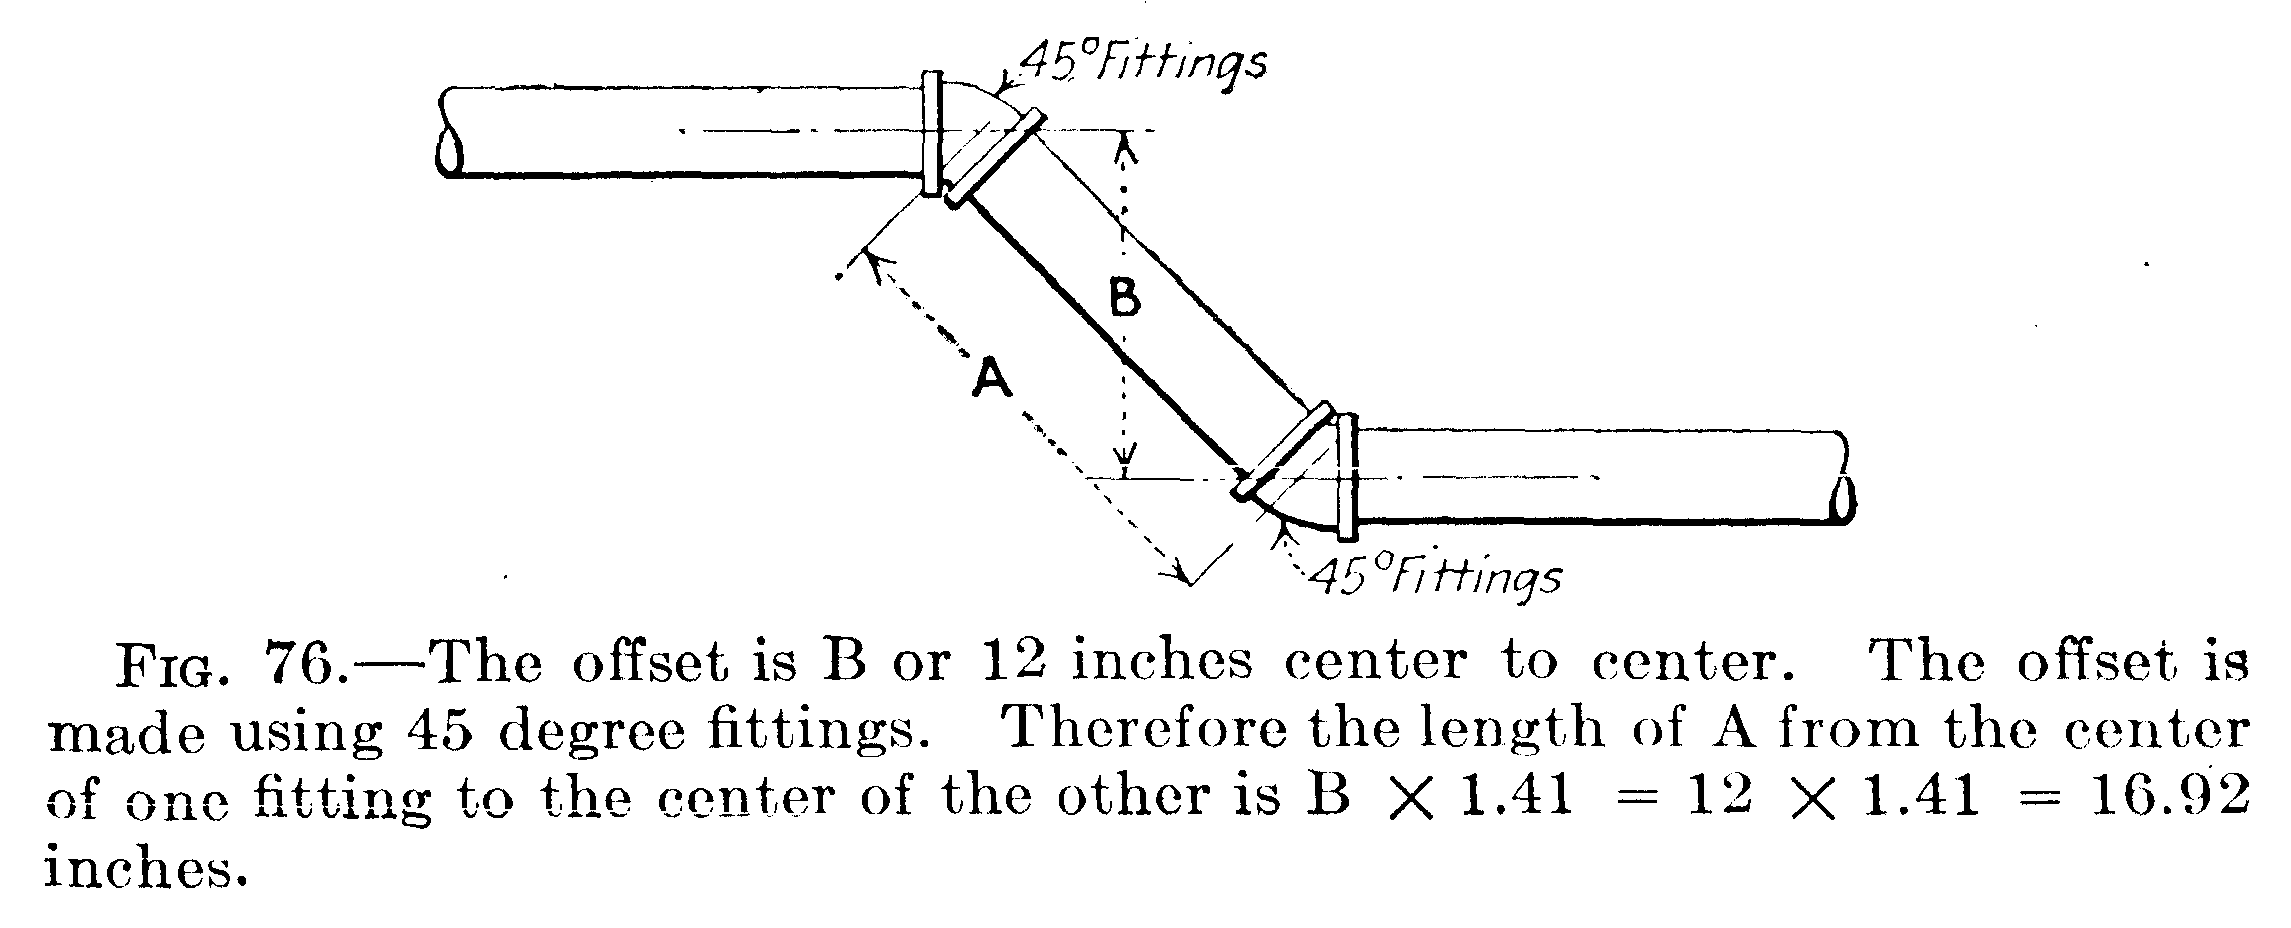 45° Fittings
B
A
45° Fittings
FIG. 76.—The offset is B or 12 inches center to center. The offset is
made using 45 degree fittings. Therefore the length of A from the center
of one fitting to the center of the other is B × 1.41 = 12 × 1.41 = 16.92
inches.